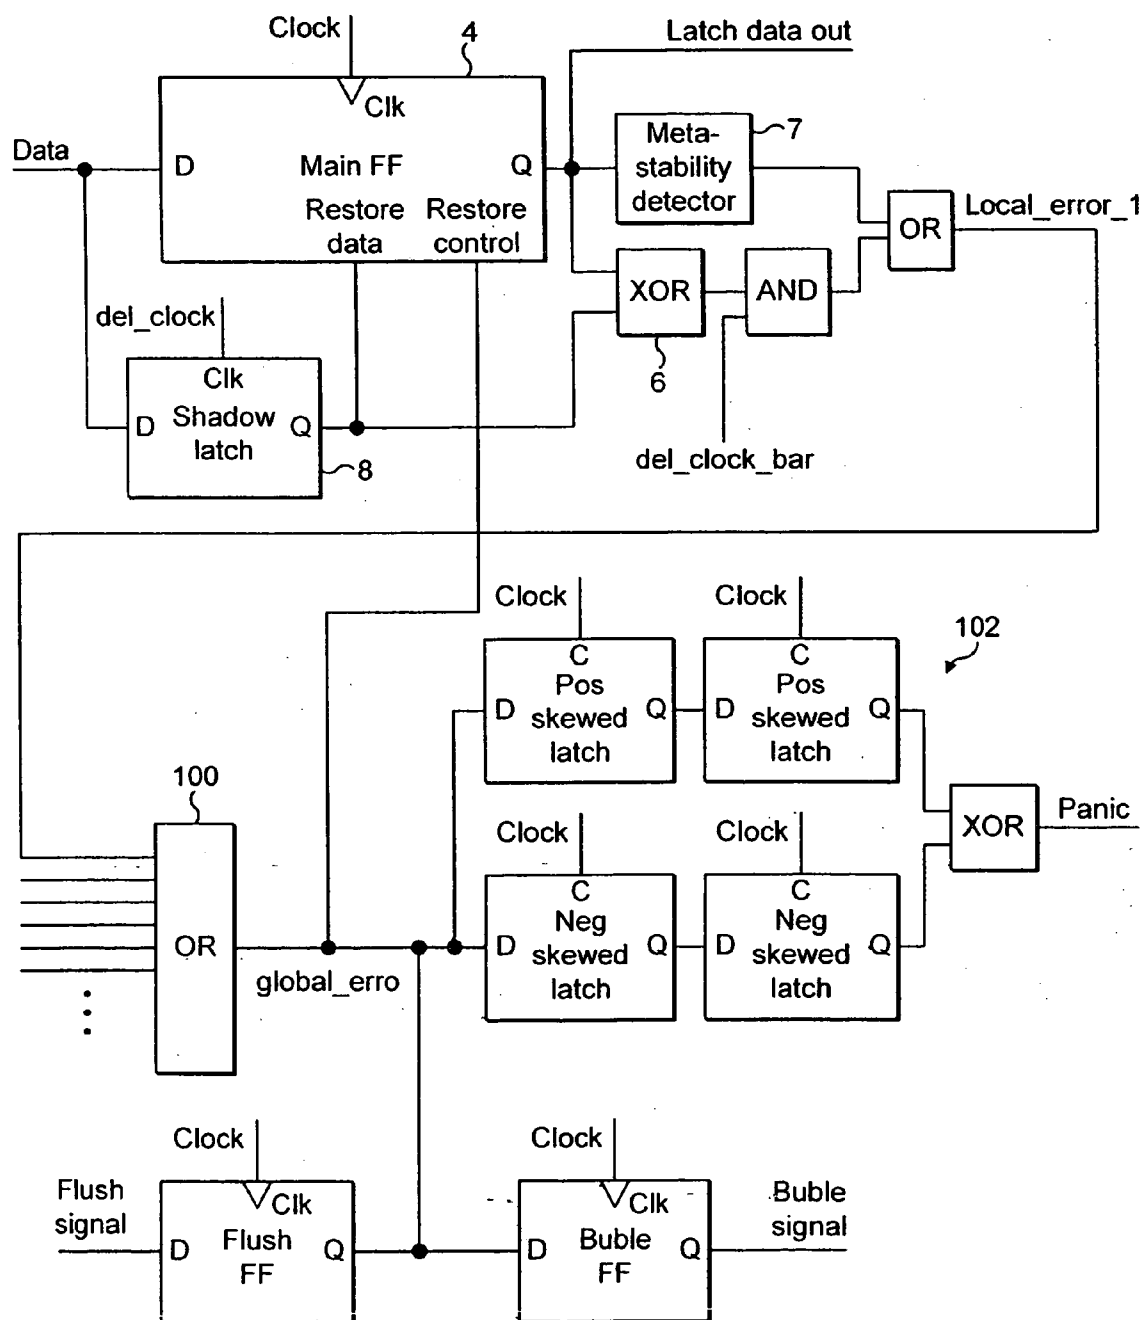 Clock
4
Latch data out
Clk
Data
D
Main FF
Q
Restore
data
Restore
control
Meta-
stability
detector
7
OR
Local_error_1
XOR
AND
6
del_clock_bar
del_clock
Clk
D
Shadow
latch
Q
8
Clock
Clock
102
C
D
Pos
skewed
latch
Q
C
D
Pos
skewed
latch
Q
100
XOR
Panic
Clock
Clock
C
D
Neg
skewed
latch
Q
C
D
Neg
skewed
latch
Q
OR
global_erro
Clock
Clock
Flush
signal
Clk
D
Flush
FF
Q
Clk
D
Buble
FF
Q
Buble
signal